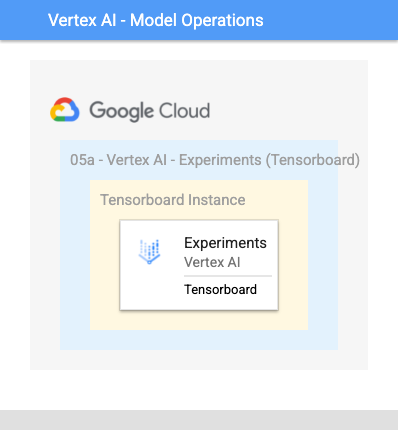 Vertex AI - Model Operations
Google Cloud
05a - Vertex AI - Experiments (Tensorboard)
Tensorboard Instance
Experiments
Vertex AI
Tensorboard